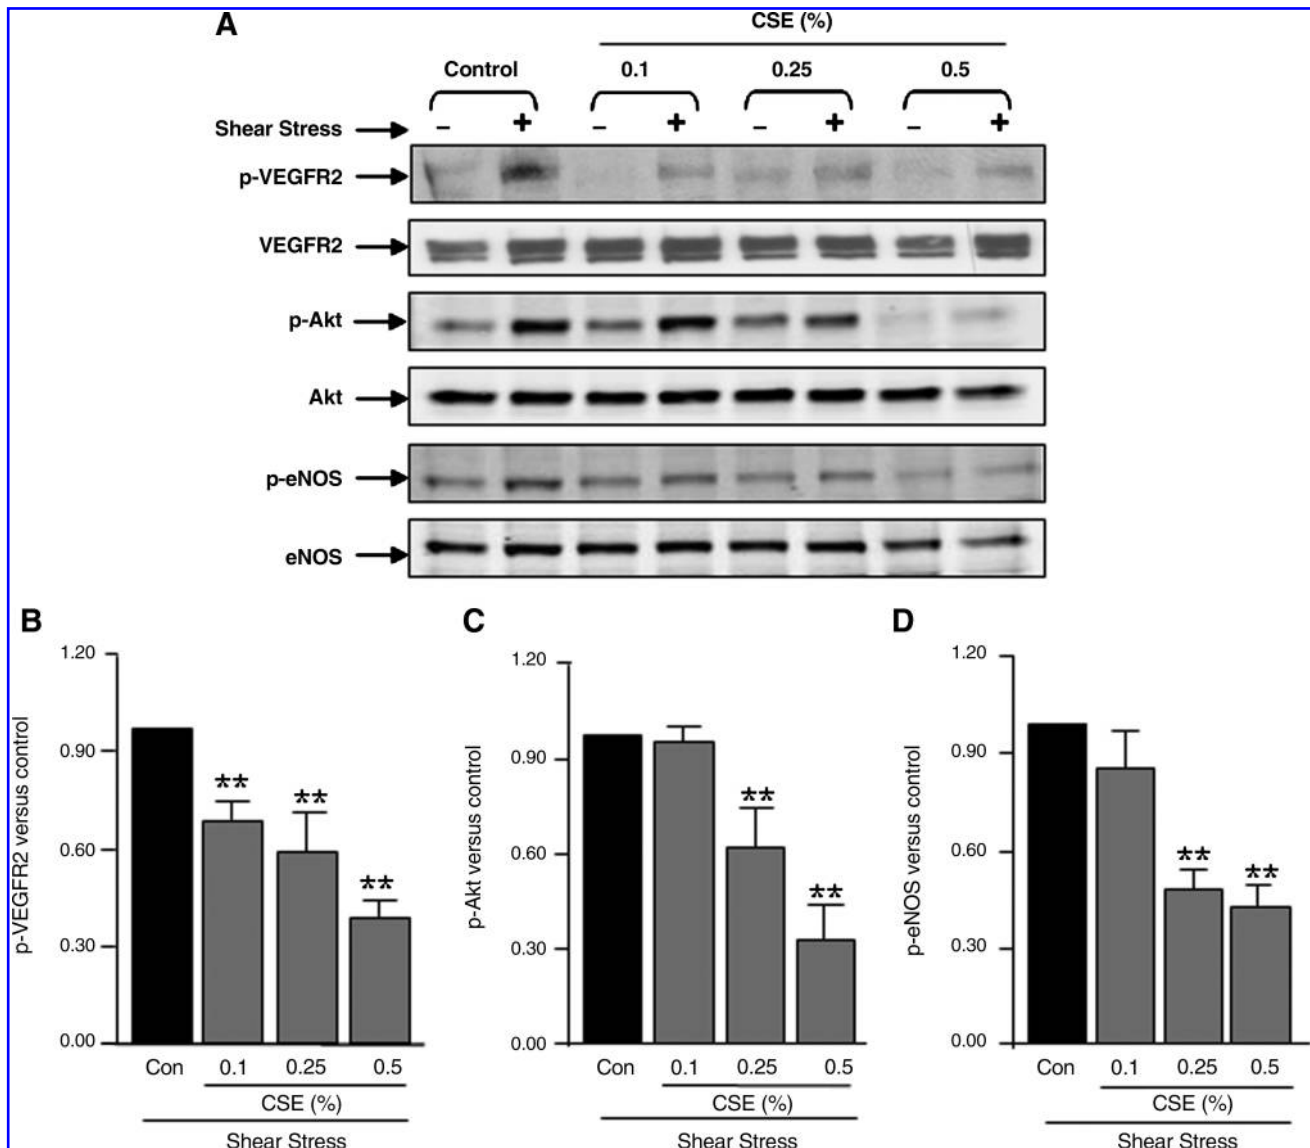 A
CSE (%)
Control 0.1 0.25 0.5
Shear Stress − + − + − + − +
p-VEGFR2
VEGFR2
p-Akt
Akt
p-eNOS
eNOS
B
p-VEGFR2 versus control
1.20
0.90
0.60
0.30
0.00
** ** **
Con 0.1 0.25 0.5
CSE (%)
Shear Stress
C
p-Akt versus control
1.20
0.90
0.60
0.30
0.00
** **
Con 0.1 0.25 0.5
CSE (%)
Shear Stress
D
p-eNOS versus control
1.20
0.90
0.60
0.30
0.00
** **
Con 0.1 0.25 0.5
CSE (%)
Shear Stress